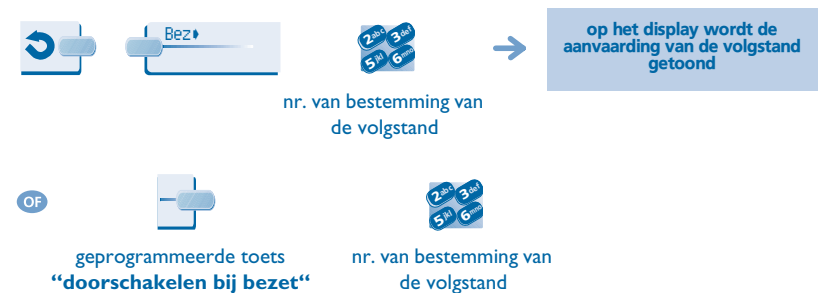 Bez
2abc 3def
5jkl 6mno
op het display wordt de
aanvaarding van de volgstand
getoond
nr. van bestemming van
de volgstand
OF
2abc 3def
5jkl 6mno
geprogrammeerde toets
“doorschakelen bij bezet“
nr. van bestemming van
de volgstand